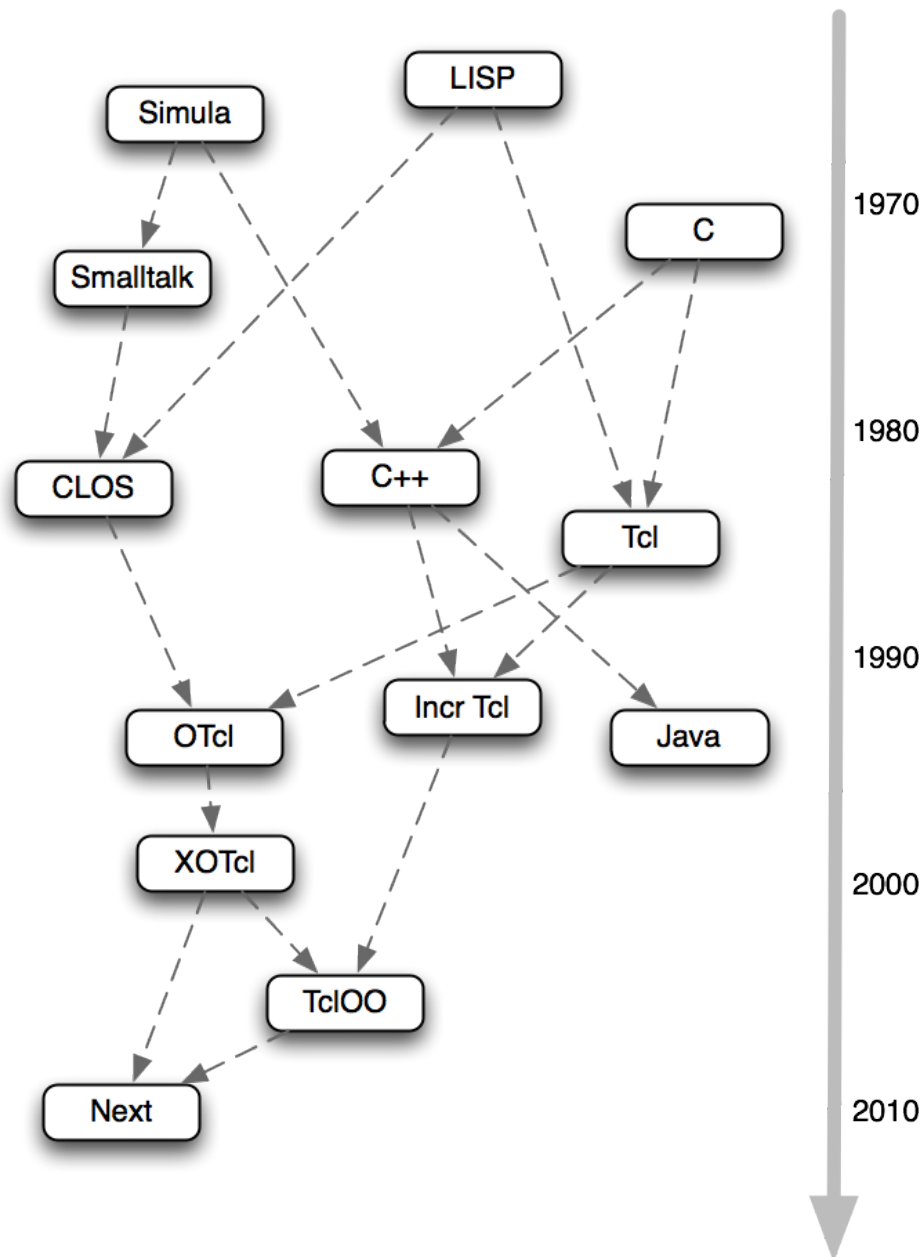 LISP
Simula
1970
C
Smalltalk
1980
C++
CLOS
Tcl
1990
Incr Tcl
OTcl
Java
XOTcl
2000
TclOO
Next
2010